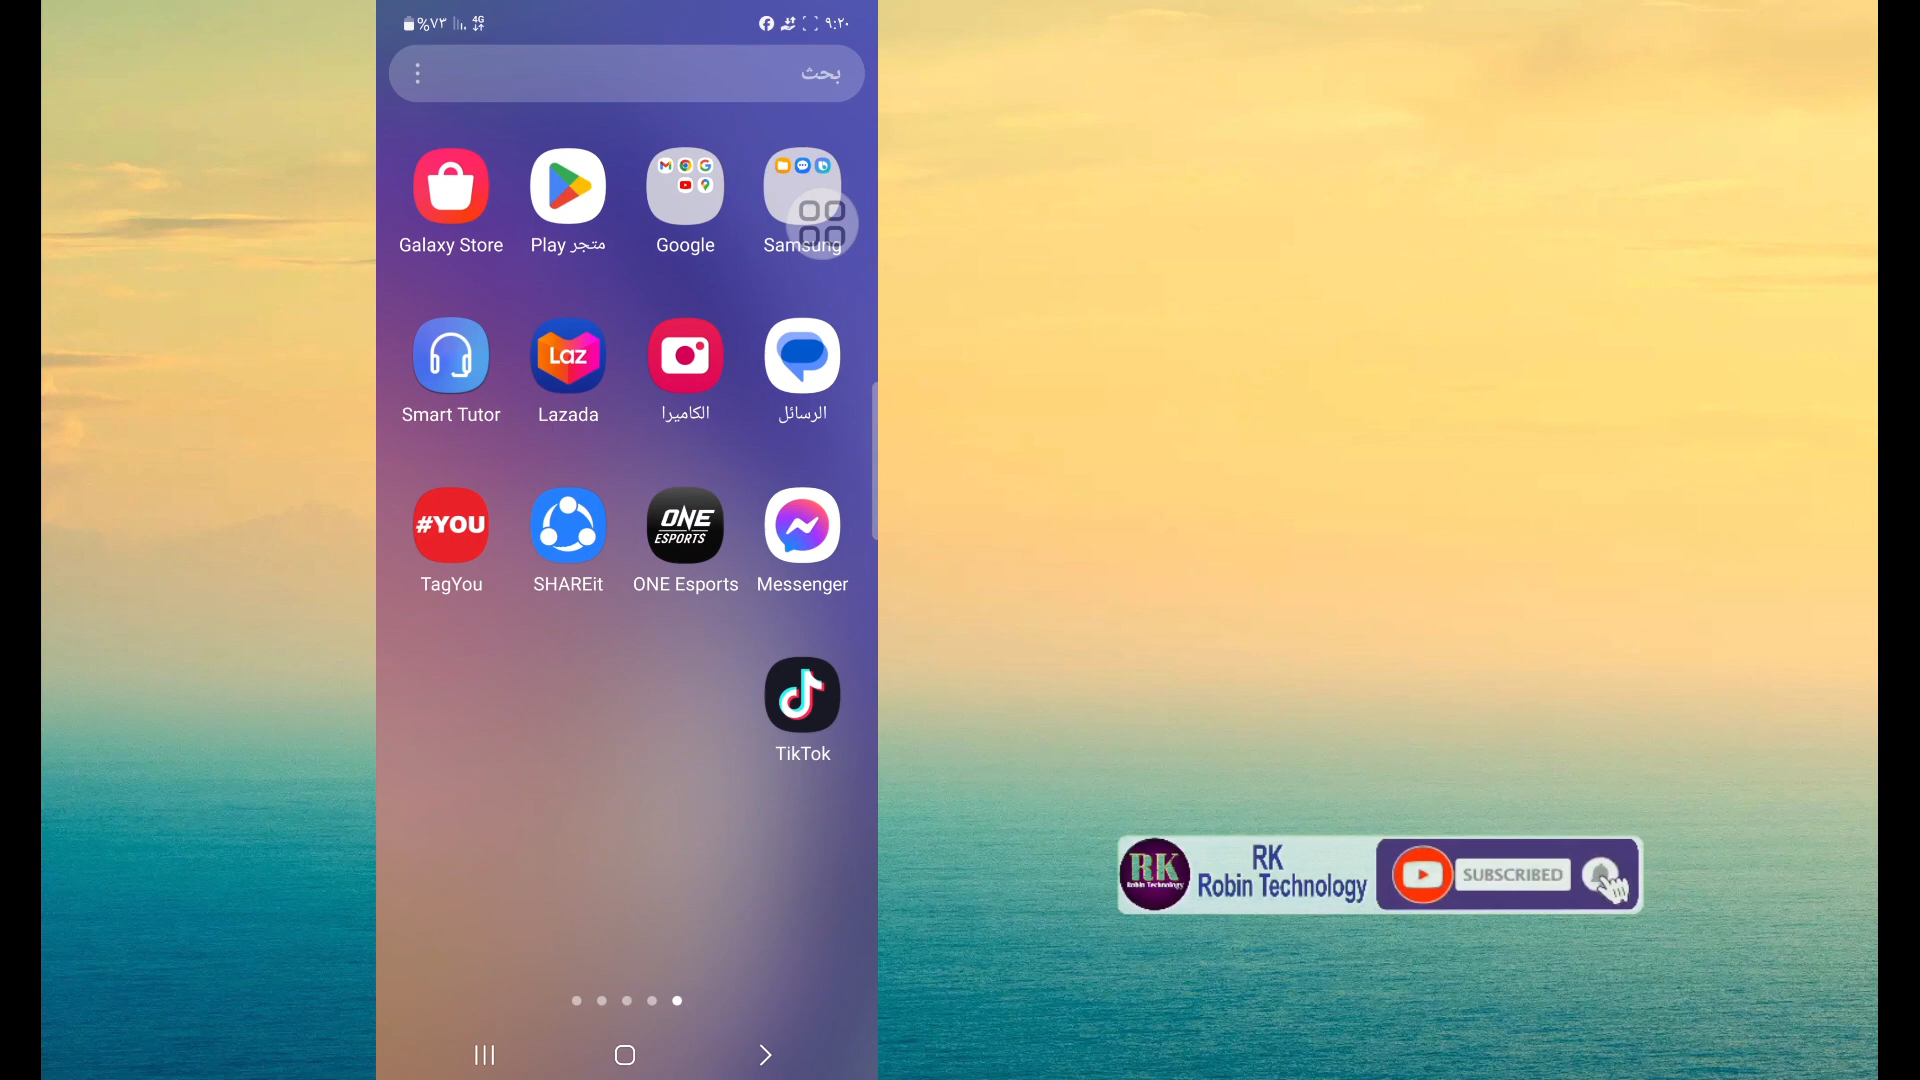 %٧٣ 4G ٩:٢٠
بحث
Galaxy Store
متجر Play
Google
Samsung
Smart Tutor
Laz
Lazada
الكاميرا
الرسائل
#YOU
TagYou
SHAREit
ONE
ESPORTS
ONE Esports
Messenger
TikTok
RK
Robin Technology
RK
Robin Technology
SUBSCRIBED